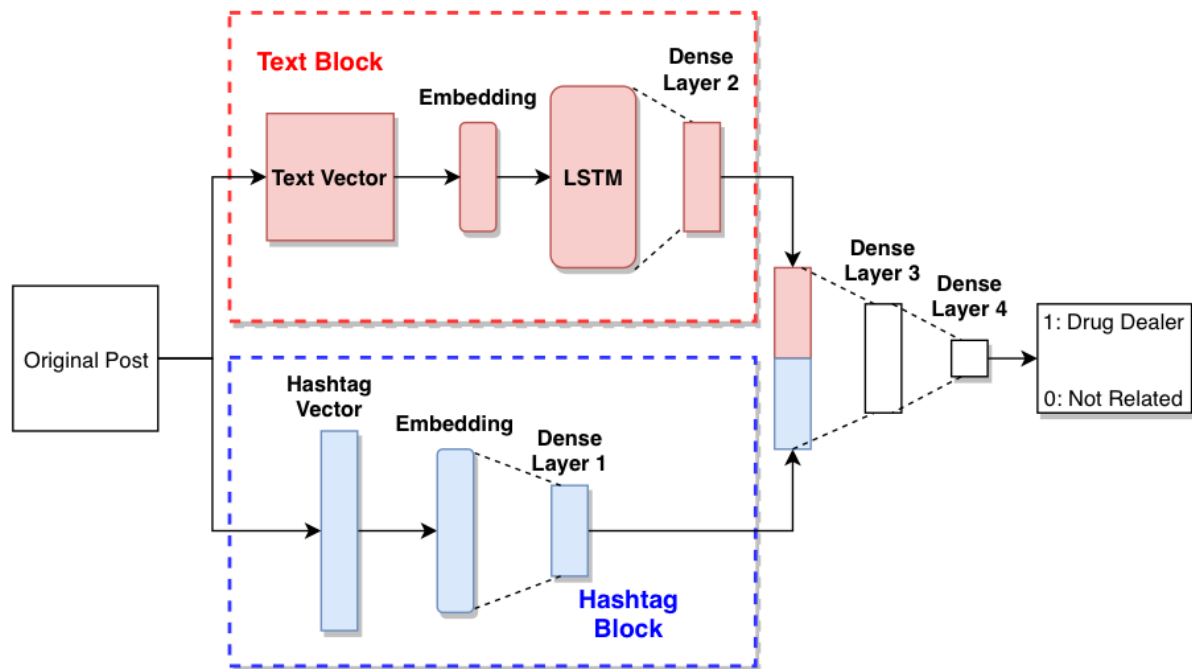 Text Block
Embedding
Dense
Layer 2
Text Vector
LSTM
Original Post
Hashtag
Vector
Embedding
Dense
Layer 1
Hashtag
Block
Dense
Layer 3
Dense
Layer 4
1: Drug Dealer
0: Not Related